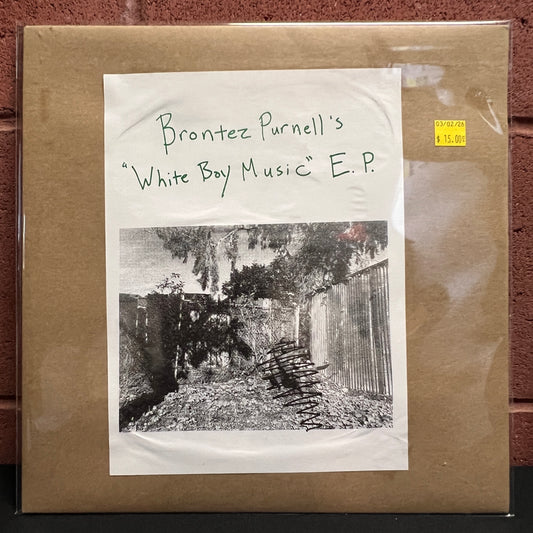 Brontez Purnell's
"White Boy Music" E.P.
03/02/26
$ 15.00